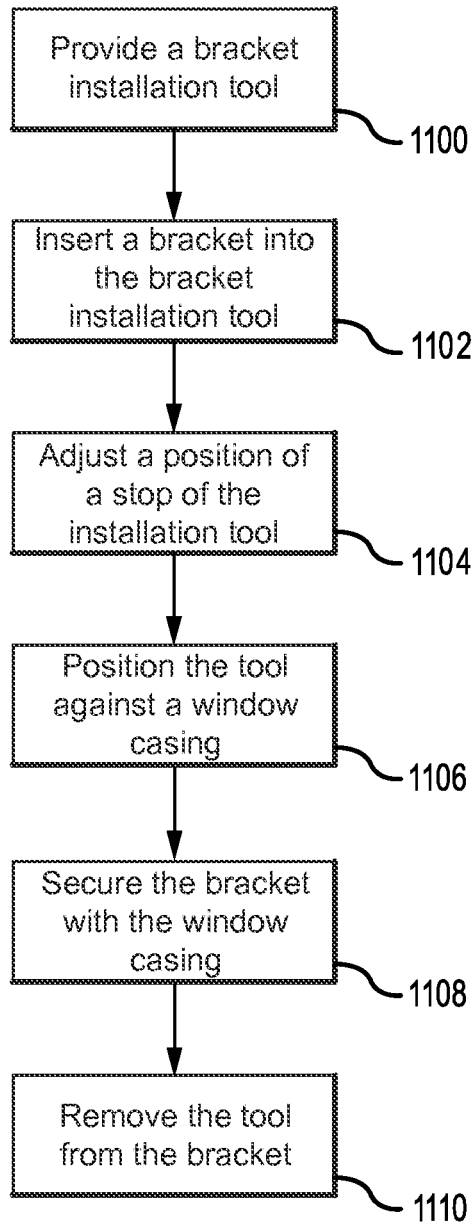 Provide a bracket
installation tool
1100
Insert a bracket into
the bracket
installation tool
1102
Adjust a position of
a stop of the
installation tool
1104
Position the tool
against a window
casing
1106
Secure the bracket
with the window
casing
1108
Remove the tool
from the bracket
1110